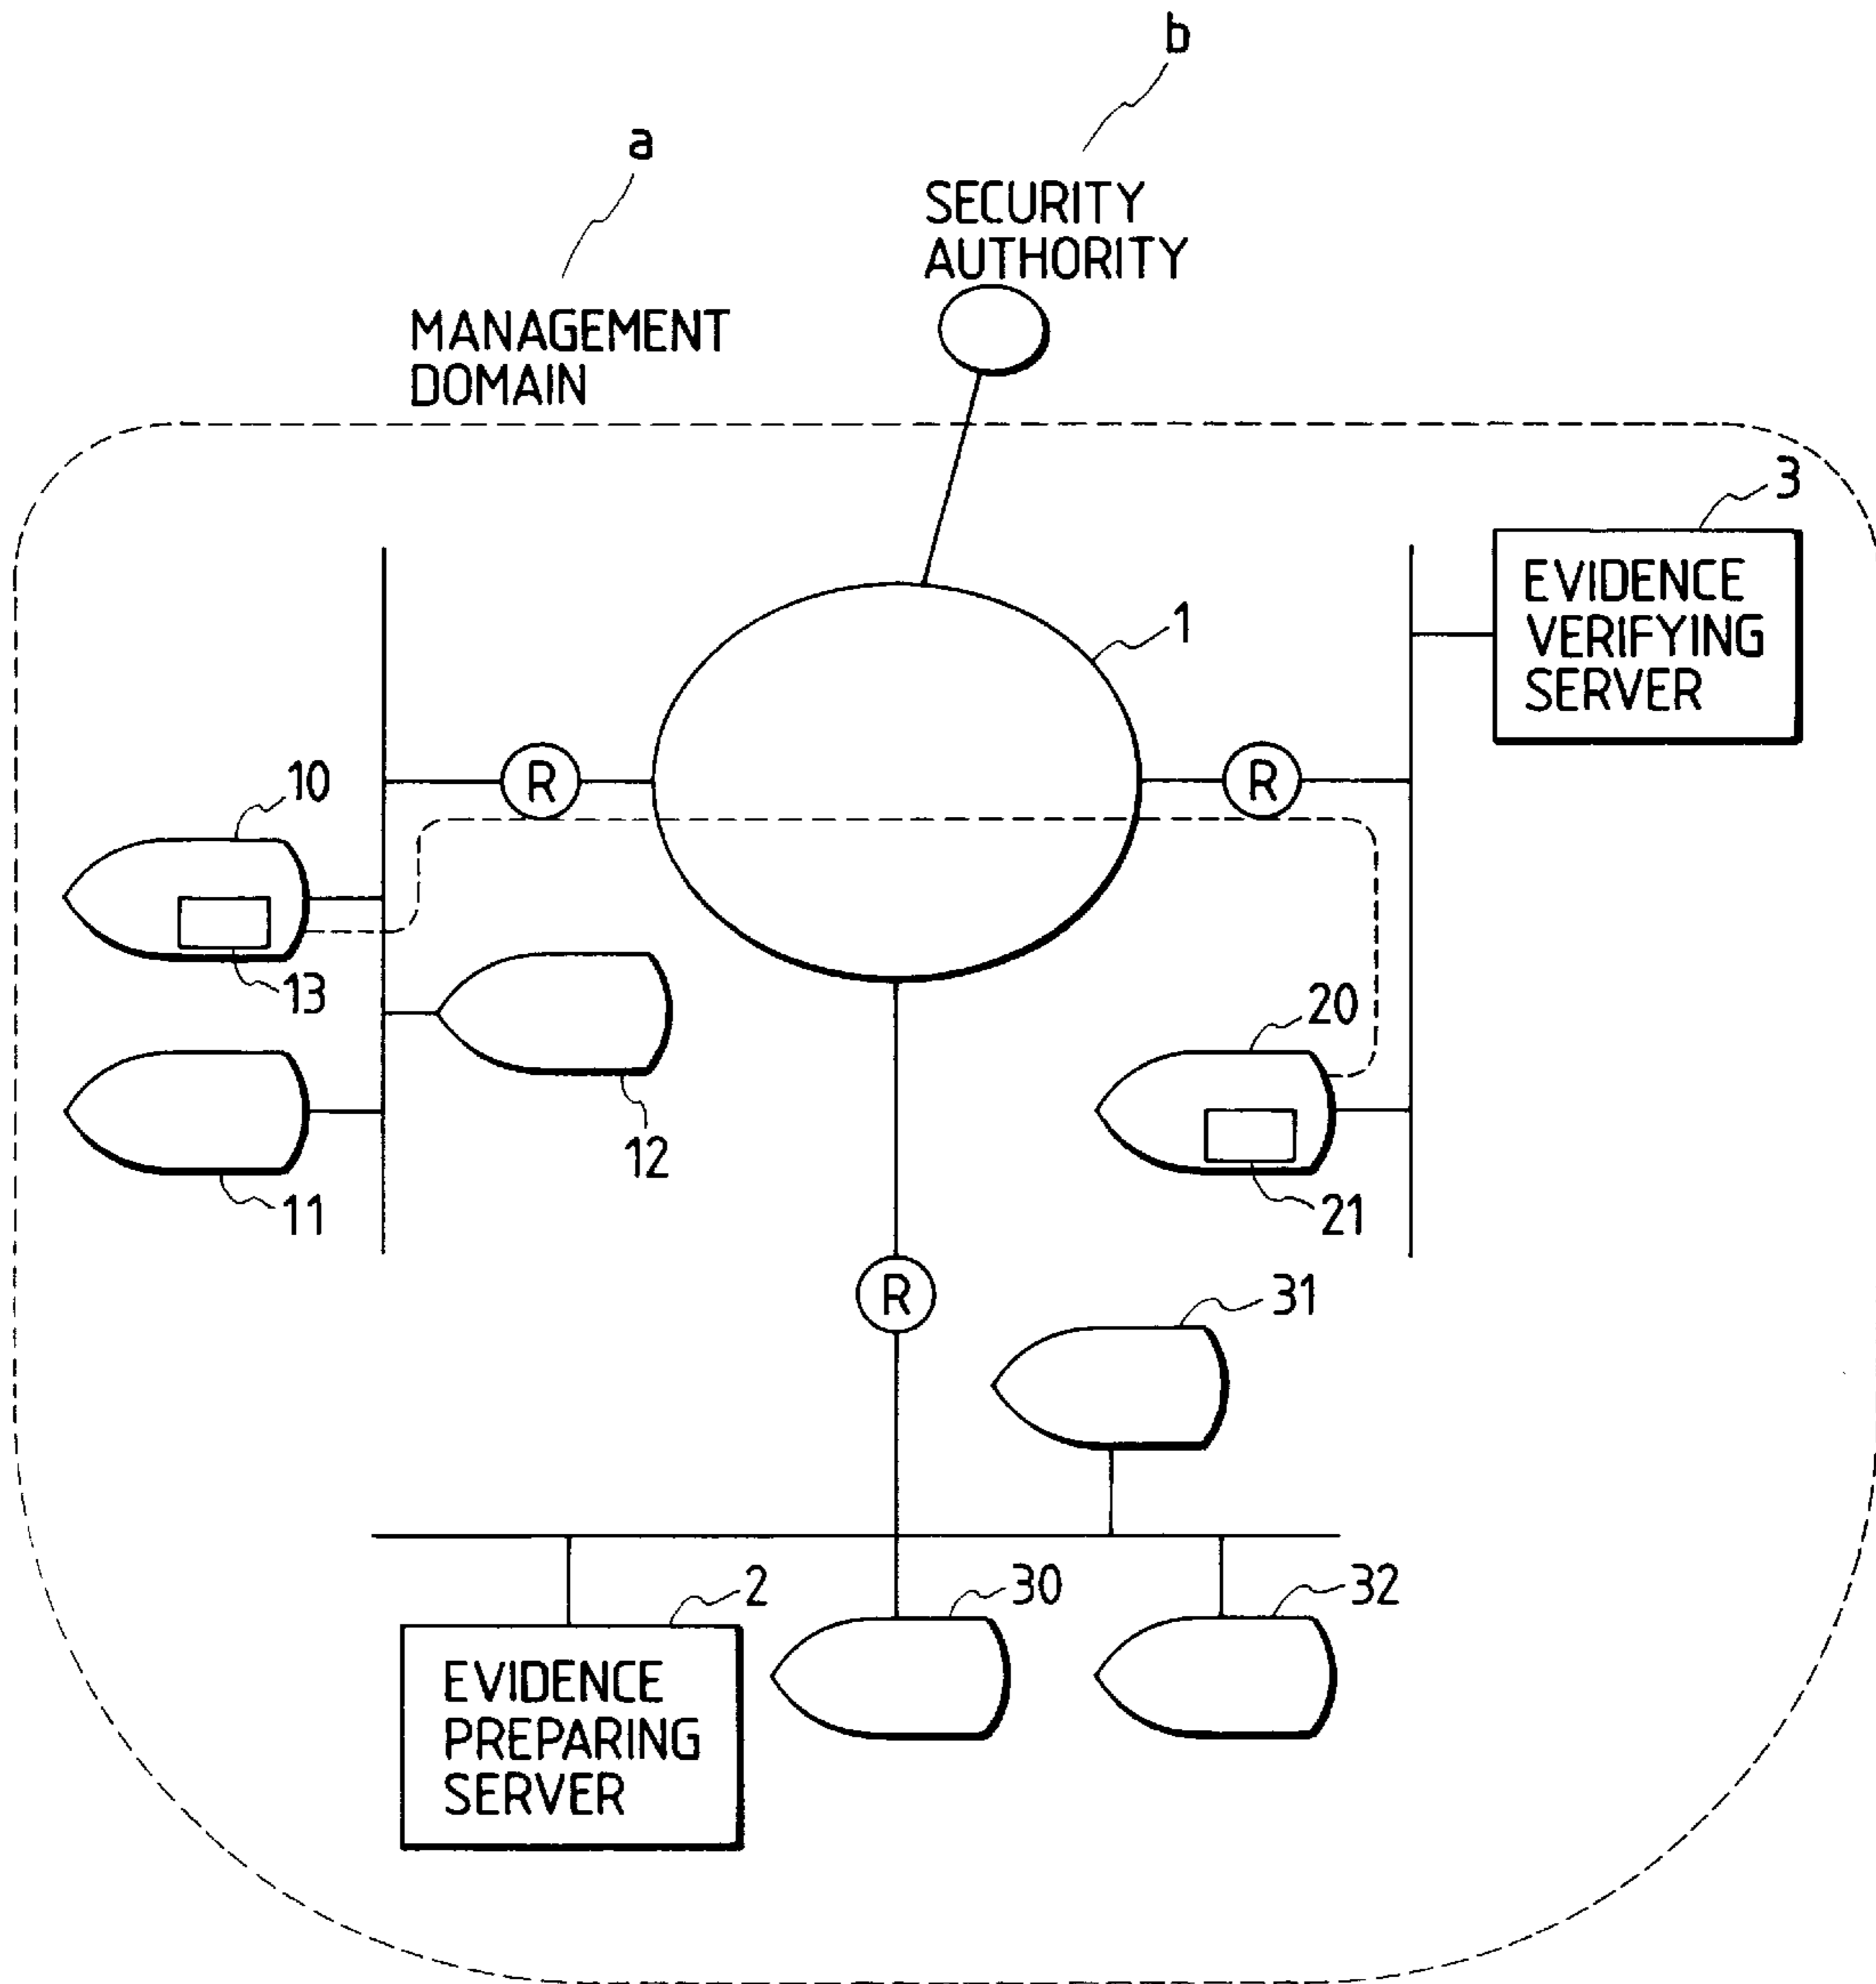 b
a
SECURITY
AUTHORITY
MANAGEMENT
DOMAIN
3
EVIDENCE
VERIFYING
SERVER
1
R
R
10
13
20
12
11
21
R
31
2
30
32
EVIDENCE
PREPARING
SERVER